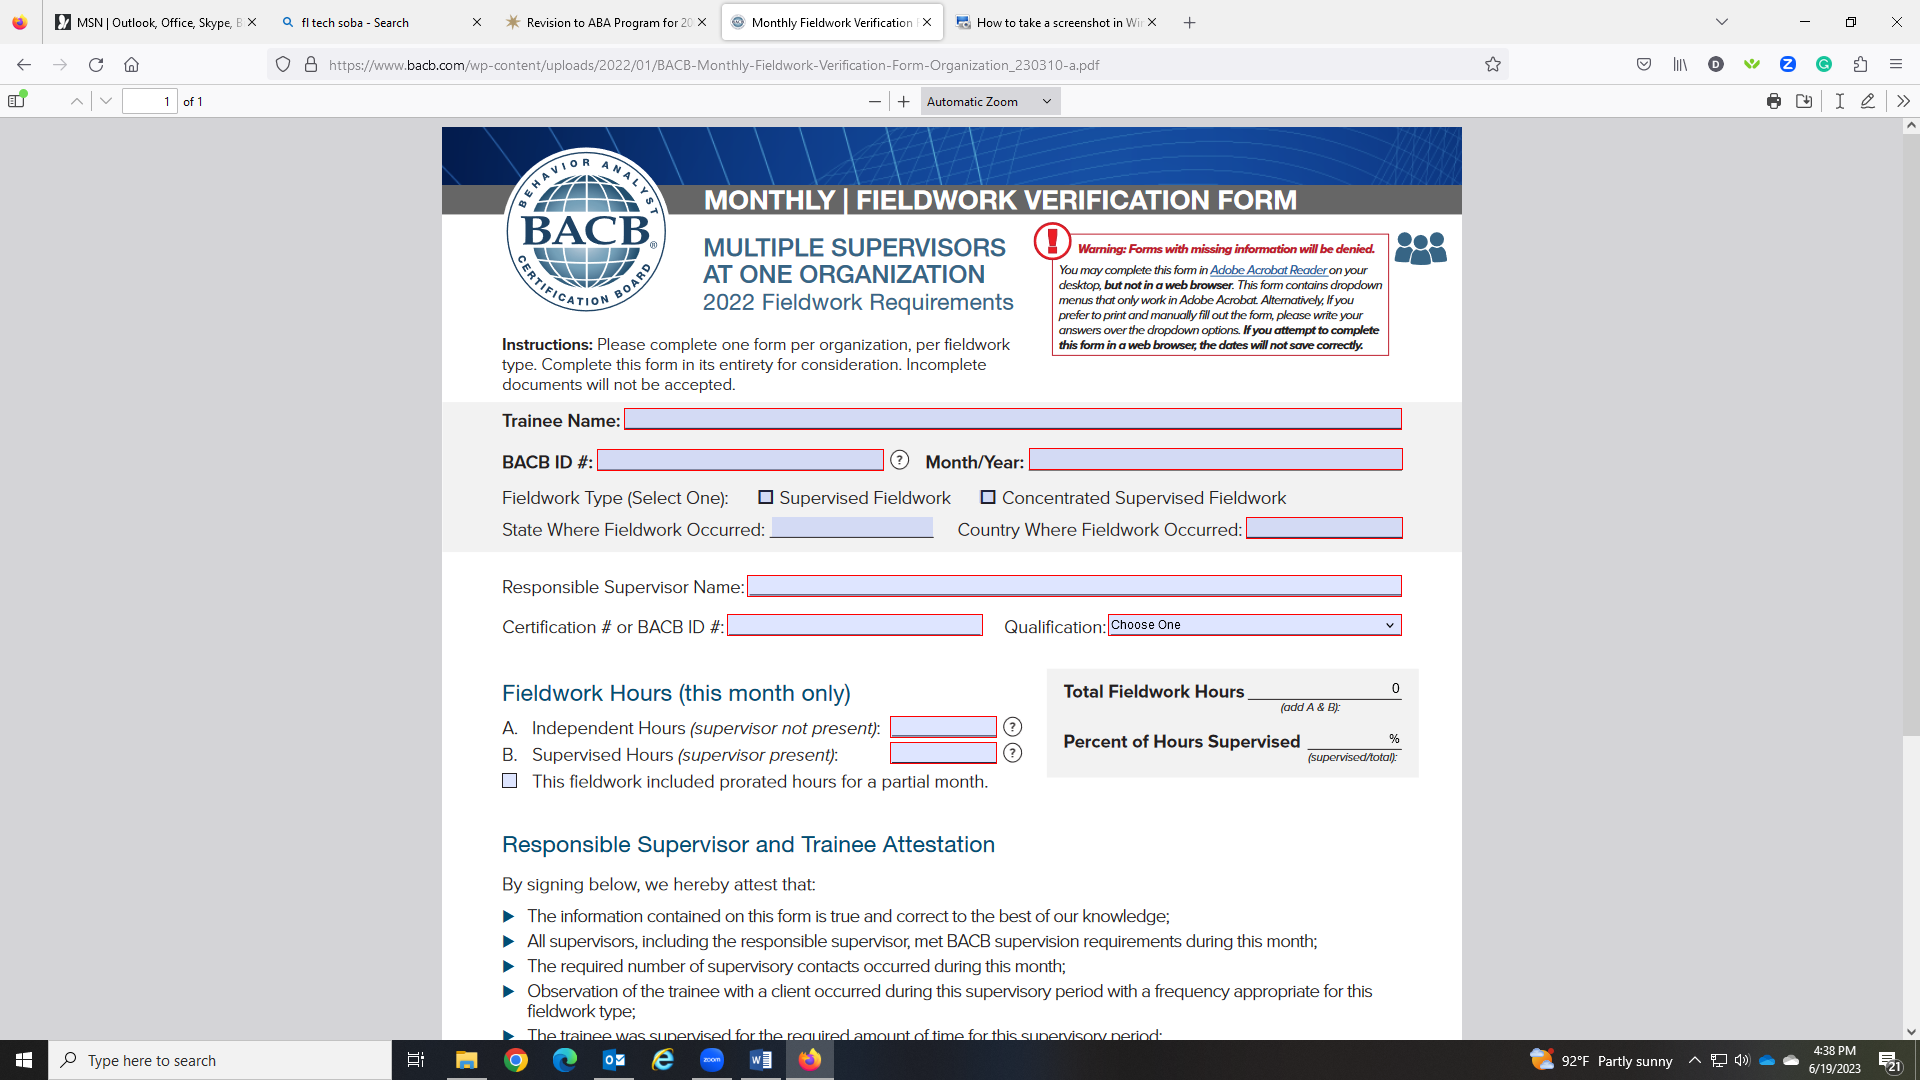 MSN | Outlook, Office, Skype, B
fl tech soba - Search
Revision to ABA Program for 20
Monthly Fieldwork Verification F
How to take a screenshot in Win
https://www.bacb.com/wp-content/uploads/2022/01/BACB-Monthly-Fieldwork-Verification-Form-Organization_230310-a.pdf
1 of 1
Automatic Zoom
BEHAVIOR ANALYST
BACB®
CERTIFICATION BOARD
MONTHLY | FIELDWORK VERIFICATION FORM
MULTIPLE SUPERVISORS
AT ONE ORGANIZATION
2022 Fieldwork Requirements
Warning: Forms with missing information will be denied.
You may complete this form in Adobe Acrobat Reader on your
desktop, but not in a web browser. This form contains dropdown
menus that only work in Adobe Acrobat. Alternatively, If you
prefer to print and manually fill out the form, please write your
answers over the dropdown options. If you attempt to complete
this form in a web browser, the dates will not save correctly.
Instructions: Please complete one form per organization, per fieldwork
type. Complete this form in its entirety for consideration. Incomplete
documents will not be accepted.
Trainee Name:
BACB ID #: ? Month/Year:
Fieldwork Type (Select One): Supervised Fieldwork Concentrated Supervised Fieldwork
State Where Fieldwork Occurred: Country Where Fieldwork Occurred:
Responsible Supervisor Name:
Certification # or BACB ID #: Qualification: Choose One
Fieldwork Hours (this month only)
A. Independent Hours (supervisor not present): ?
B. Supervised Hours (supervisor present): ?
This fieldwork included prorated hours for a partial month.
Total Fieldwork Hours 0
(add A & B):
Percent of Hours Supervised %
(supervised/total):
Responsible Supervisor and Trainee Attestation
By signing below, we hereby attest that:
The information contained on this form is true and correct to the best of our knowledge;
All supervisors, including the responsible supervisor, met BACB supervision requirements during this month;
The required number of supervisory contacts occurred during this month;
Observation of the trainee with a client occurred during this supervisory period with a frequency appropriate for this
fieldwork type;
The trainee was supervised for the required amount of time for this supervisory period;
Type here to search
zoom
92°F Partly sunny
4:38 PM
6/19/2023
21